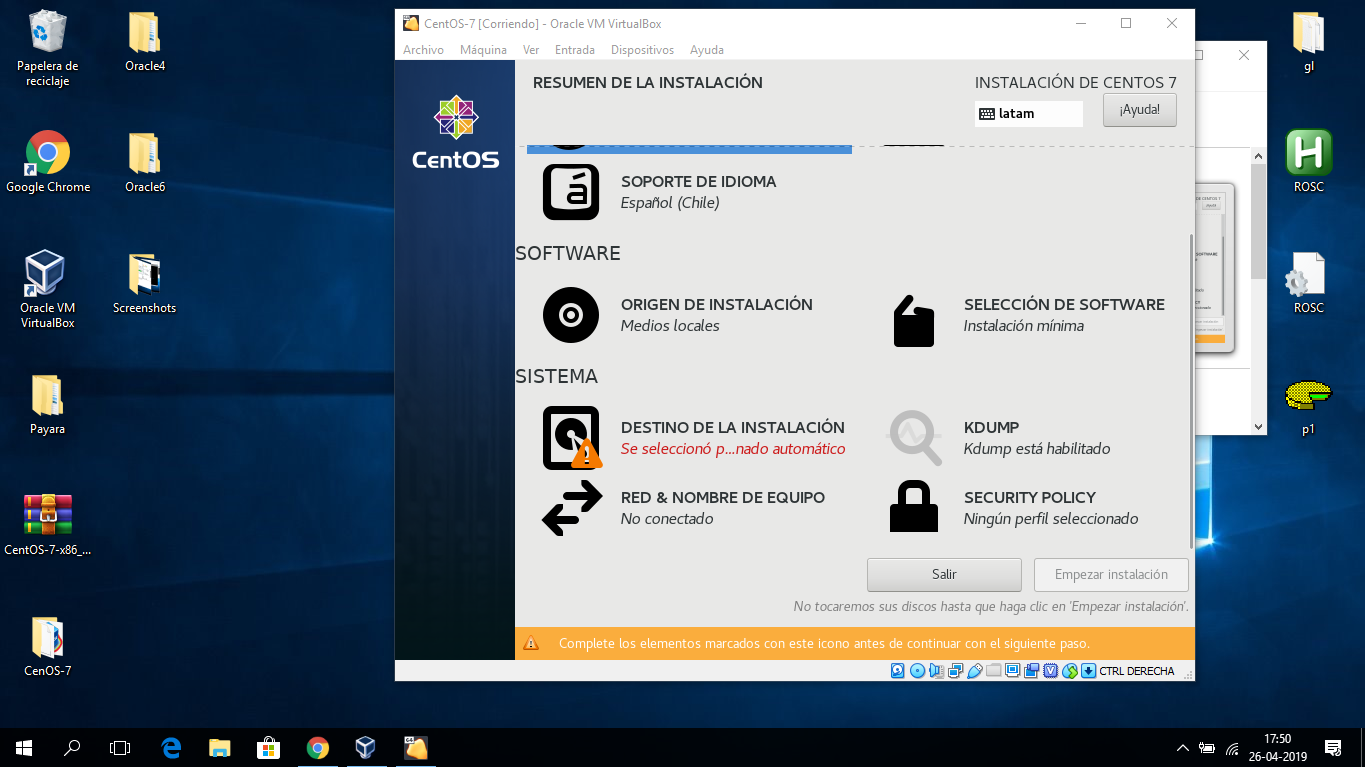 Papelera de
reciclaje
Oracle4
Google Chrome
Oracle6
Oracle VM
VirtualBox
Screenshots
Payara
CentOS-7-x86_...
CenOS-7
CentOS-7 [Corriendo] - Oracle VM VirtualBox
Archivo Máquina Ver Entrada Dispositivos Ayuda
CentOS
RESUMEN DE LA INSTALACIÓN
INSTALACIÓN DE CENTOS 7
latam
¡Ayuda!
SOPORTE DE IDIOMA
Español (Chile)
SOFTWARE
ORIGEN DE INSTALACIÓN
Medios locales
SELECCIÓN DE SOFTWARE
Instalación mínima
SISTEMA
DESTINO DE LA INSTALACIÓN
Se seleccionó p...nado automático
KDUMP
Kdump está habilitado
RED & NOMBRE DE EQUIPO
No conectado
SECURITY POLICY
Ningún perfil seleccionado
Salir
Empezar instalación
No tocaremos sus discos hasta que haga clic en 'Empezar instalación'.
Complete los elementos marcados con este icono antes de continuar con el siguiente paso.
CTRL DERECHA
gl
ROSC
ROSC
p1
17:50
26-04-2019